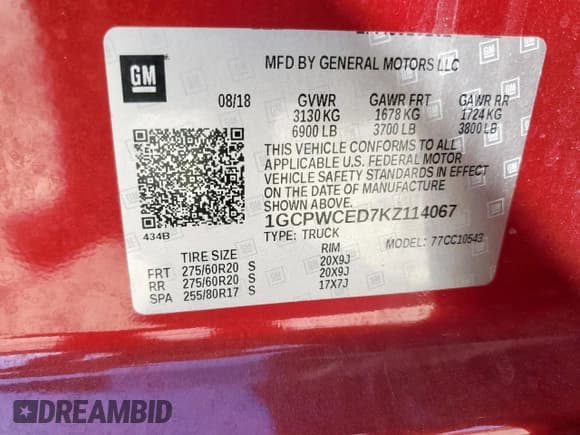 GM
MFD BY GENERAL MOTORS LLC
08/18 GVWR GAWR FRT GAWR RR
3130 KG 1678 KG 1724 KG
6900 LB 3700 LB 3800 LB
THIS VEHICLE CONFORMS TO ALL
APPLICABLE U.S. FEDERAL MOTOR
VEHICLE SAFETY STANDARDS IN EFFECT
ON THE DATE OF MANUFACTURE
SHOWN ABOVE.
1GCPWCED7KZ114067
TYPE: TRUCK MODEL: 77CC10543
434B
TIRE SIZE RIM
FRT 275/60R20 S 20X9J
RR 275/60R20 S 20X9J
SPA 255/80R17 S 17X7J
DREAMBID